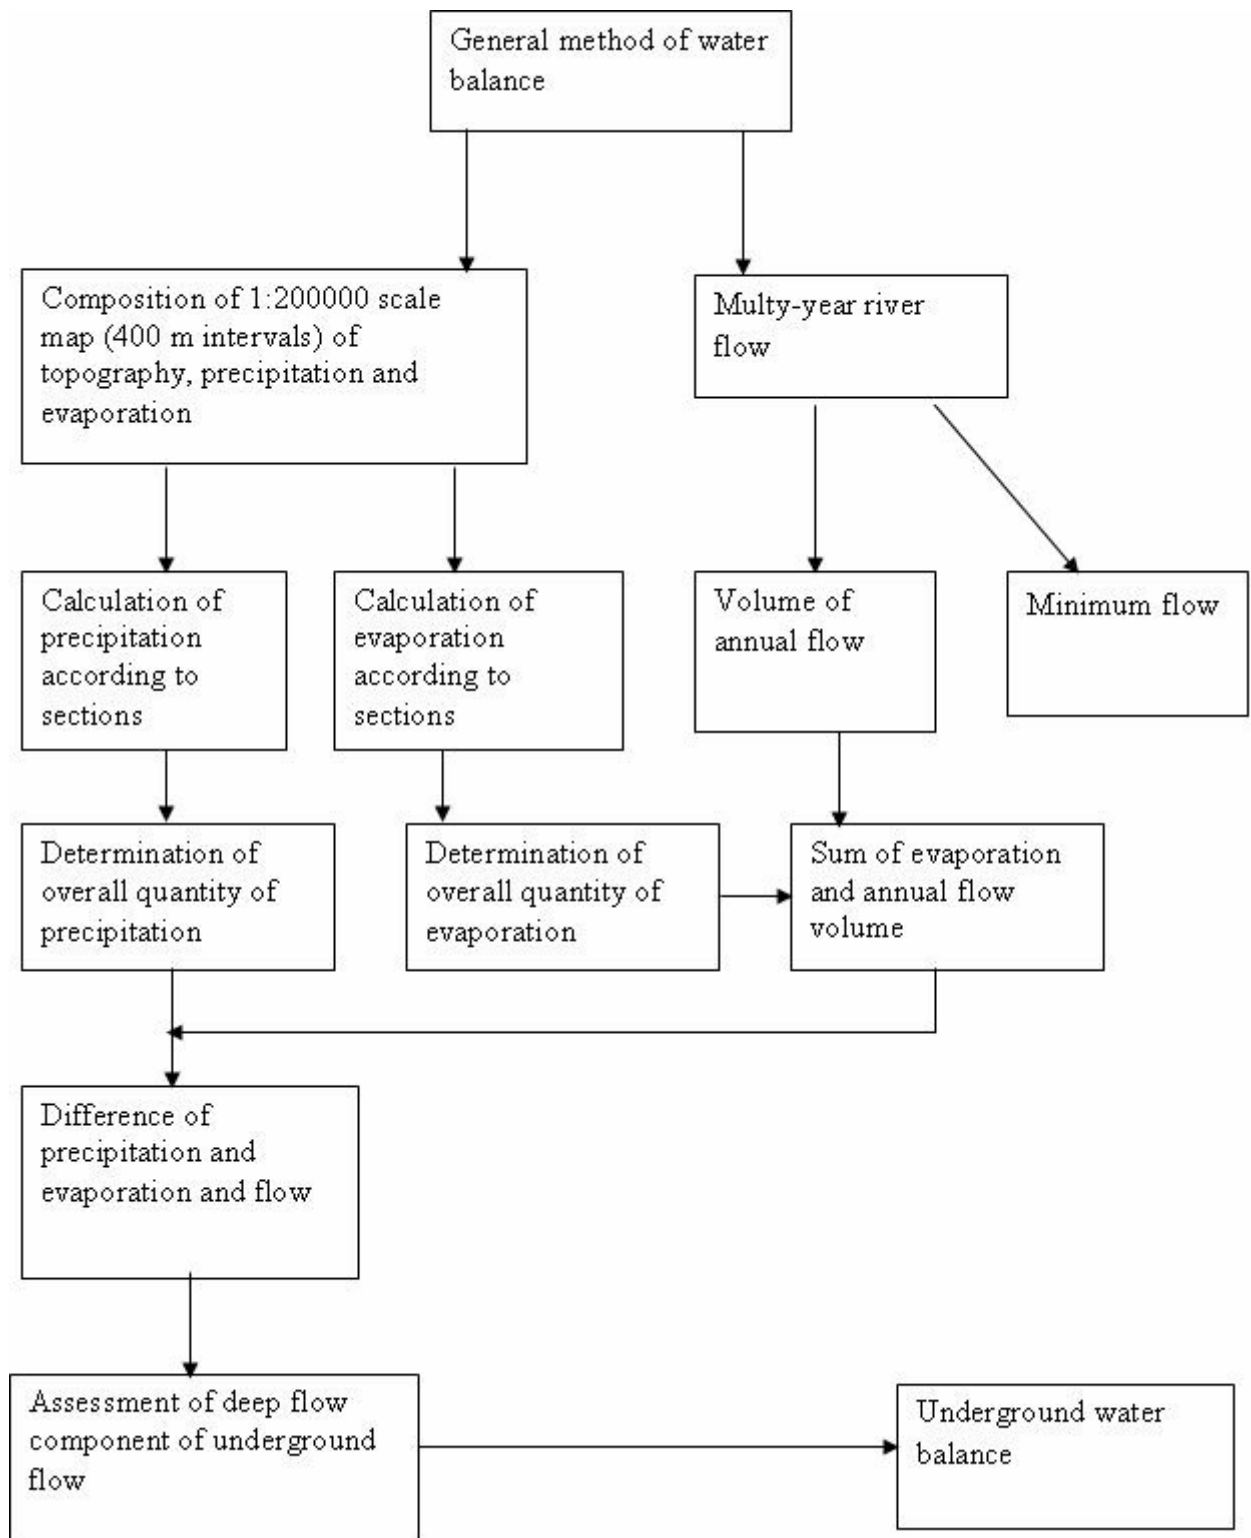 General method of water
balance
Composition of 1:200000 scale
map (400 m intervals) of
topography, precipitation and
evaporation
Multy-year river
flow
Calculation of
precipitation
according to
sections
Calculation of
evaporation
according to
sections
Volume of
annual flow
Minimum flow
Determination of
overall quantity of
precipitation
Determination of
overall quantity of
evaporation
Sum of evaporation
and annual flow
volume
Difference of
precipitation and
evaporation and flow
Assessment of deep flow
component of underground
flow
Underground water
balance